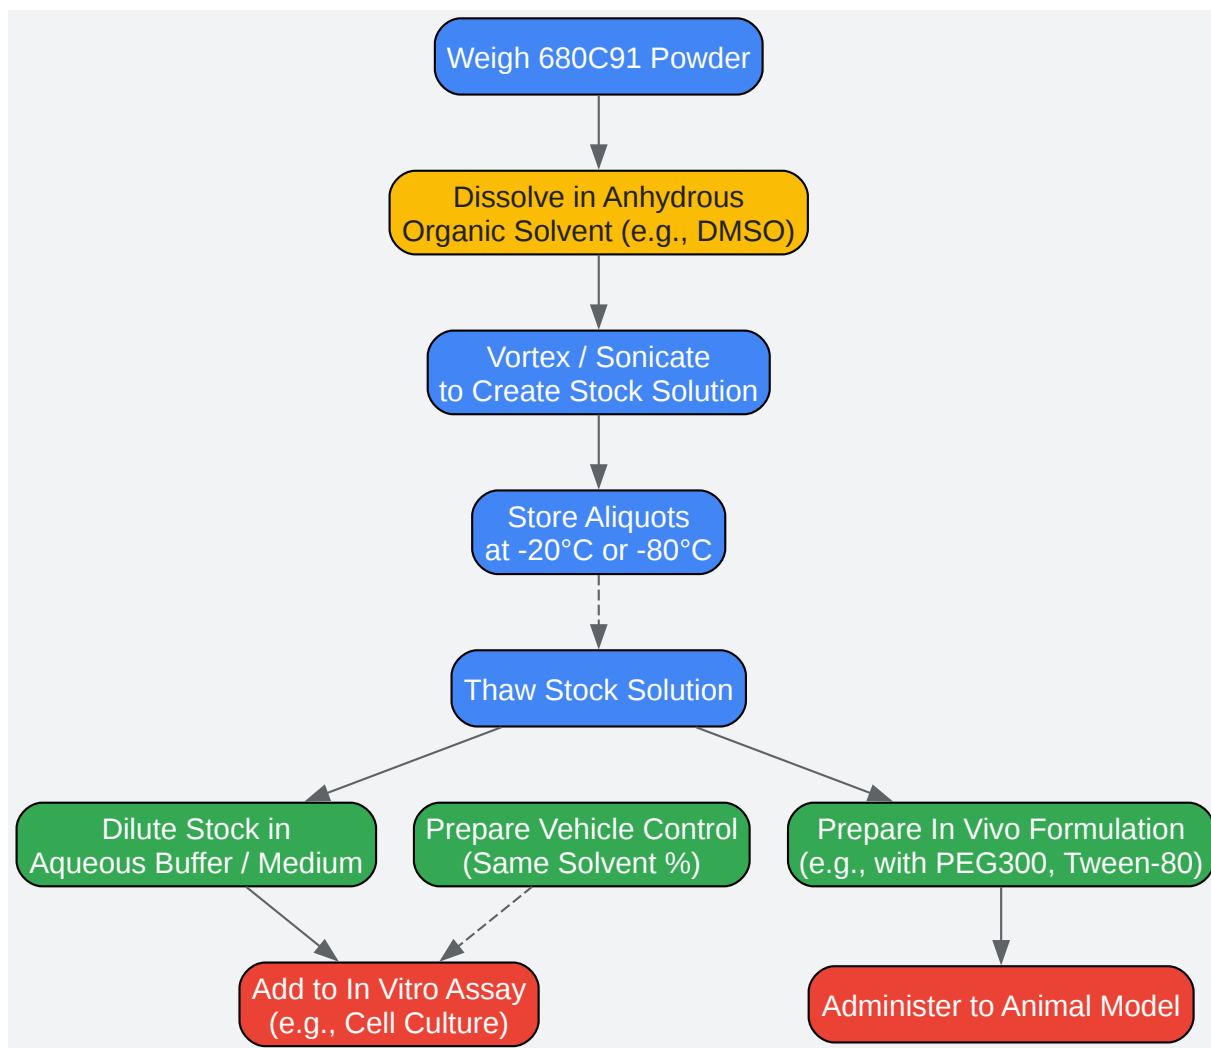 Weigh 680C91 Powder
Dissolve in Anhydrous
Organic Solvent (e.g., DMSO)
Vortex / Sonicate
to Create Stock Solution
Store Aliquots
at -20°C or -80°C
Thaw Stock Solution
Dilute Stock in
Aqueous Buffer / Medium
Prepare Vehicle Control
(Same Solvent %)
Prepare In Vivo Formulation
(e.g., with PEG300, Tween-80)
Add to In Vitro Assay
(e.g., Cell Culture)
Administer to Animal Model